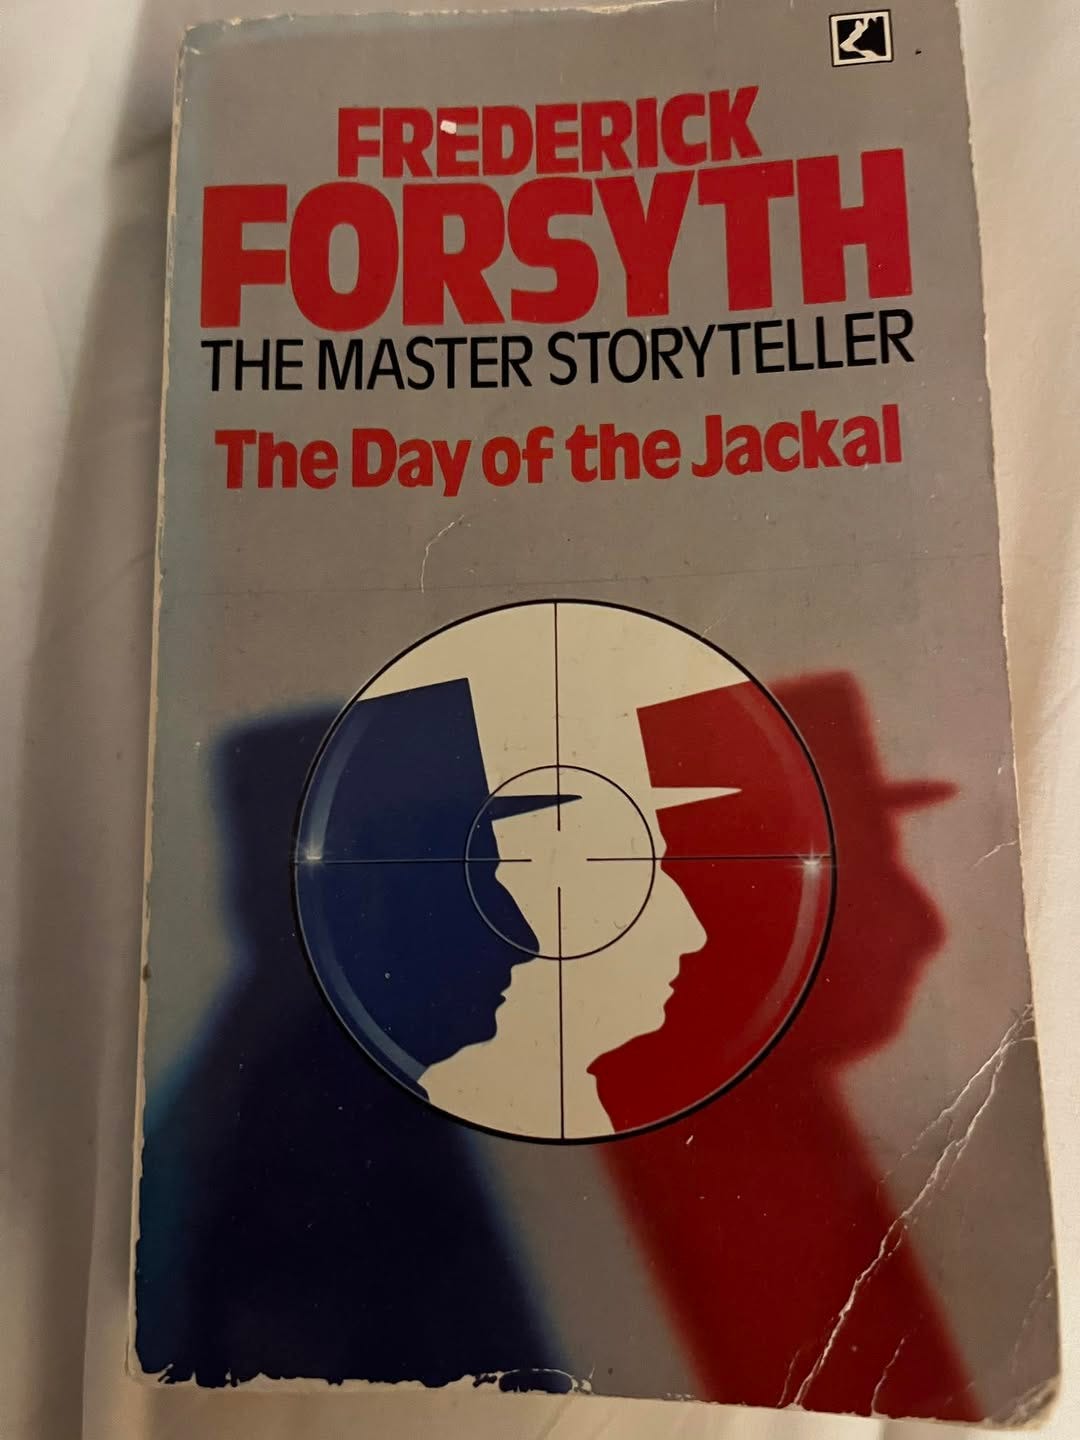 FREDERICK
FORSYTH
THE MASTER STORYTELLER
The Day of the Jackal